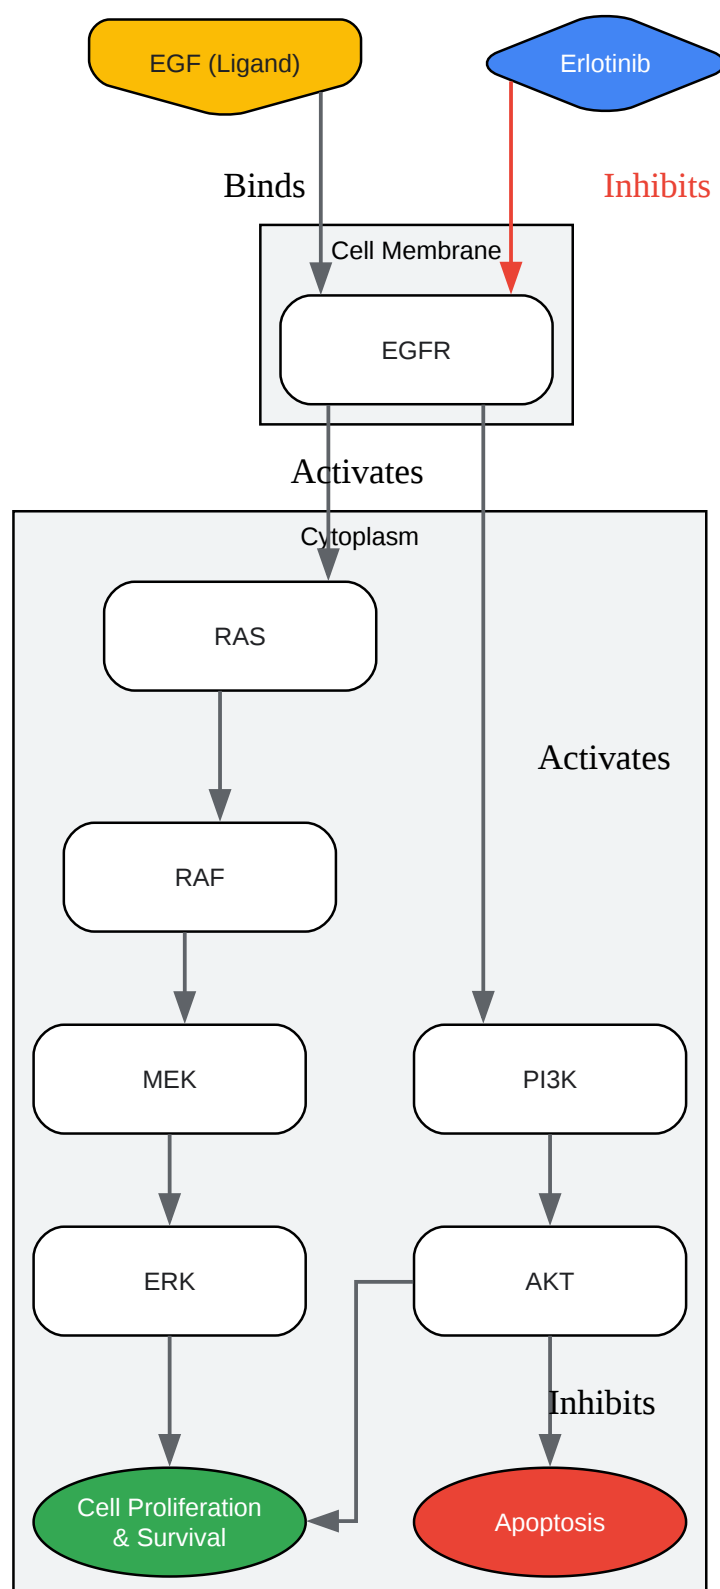 EGF (Ligand)
Erlotinib
Binds
Inhibits
Cell Membrane
EGFR
Activates
Cytoplasm
RAS
Activates
RAF
MEK
PI3K
ERK
AKT
Inhibits
Cell Proliferation
& Survival
Apoptosis